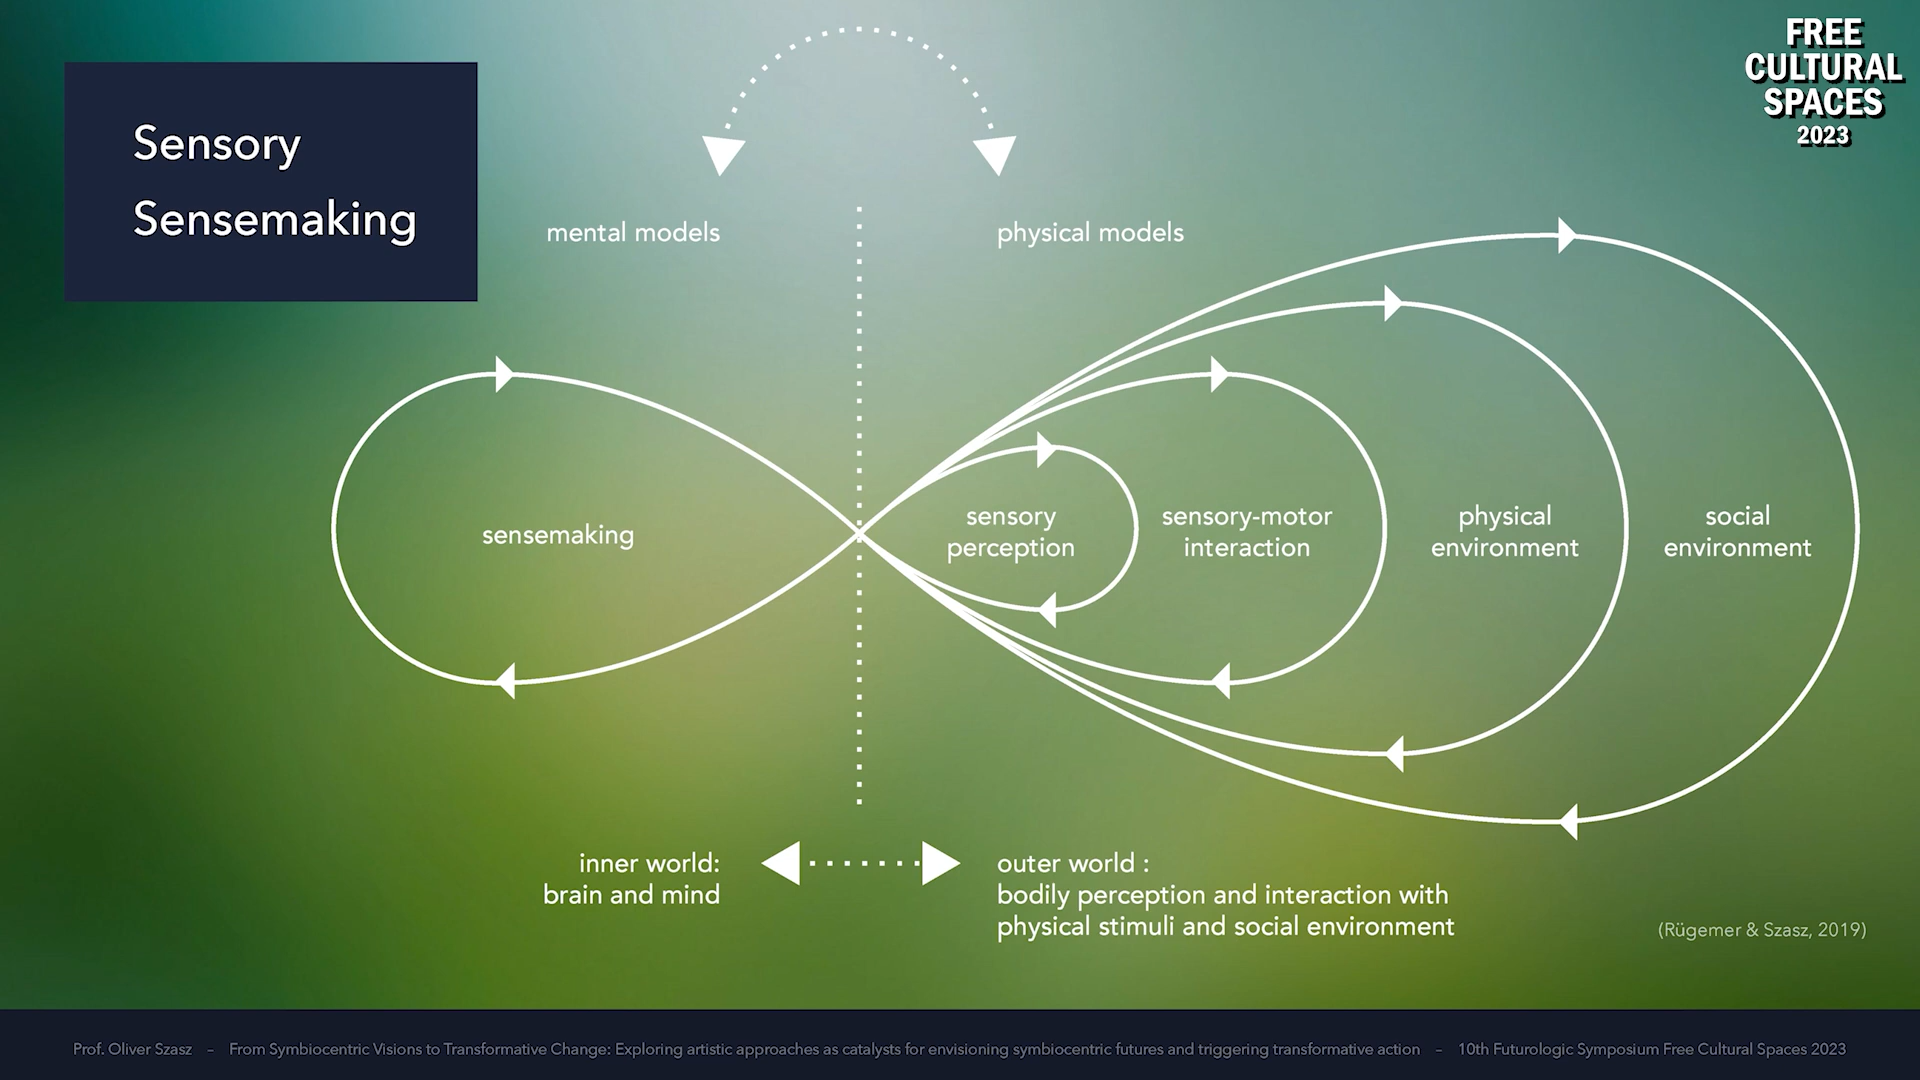 Sensory
Sensemaking
FREE
CULTURAL
SPACES
2023
mental models
physical models
sensemaking
sensory
perception
sensory-motor
interaction
physical
environment
social
environment
inner world:
brain and mind
outer world :
bodily perception and interaction with
physical stimuli and social environment
(Rügemer & Szasz, 2019)
Prof. Oliver Szasz – From Symbiocentric Visions to Transformative Change: Exploring artistic approaches as catalysts for envisioning symbiocentric futures and triggering transformative action – 10th Futurologic Symposium Free Cultural Spaces 2023